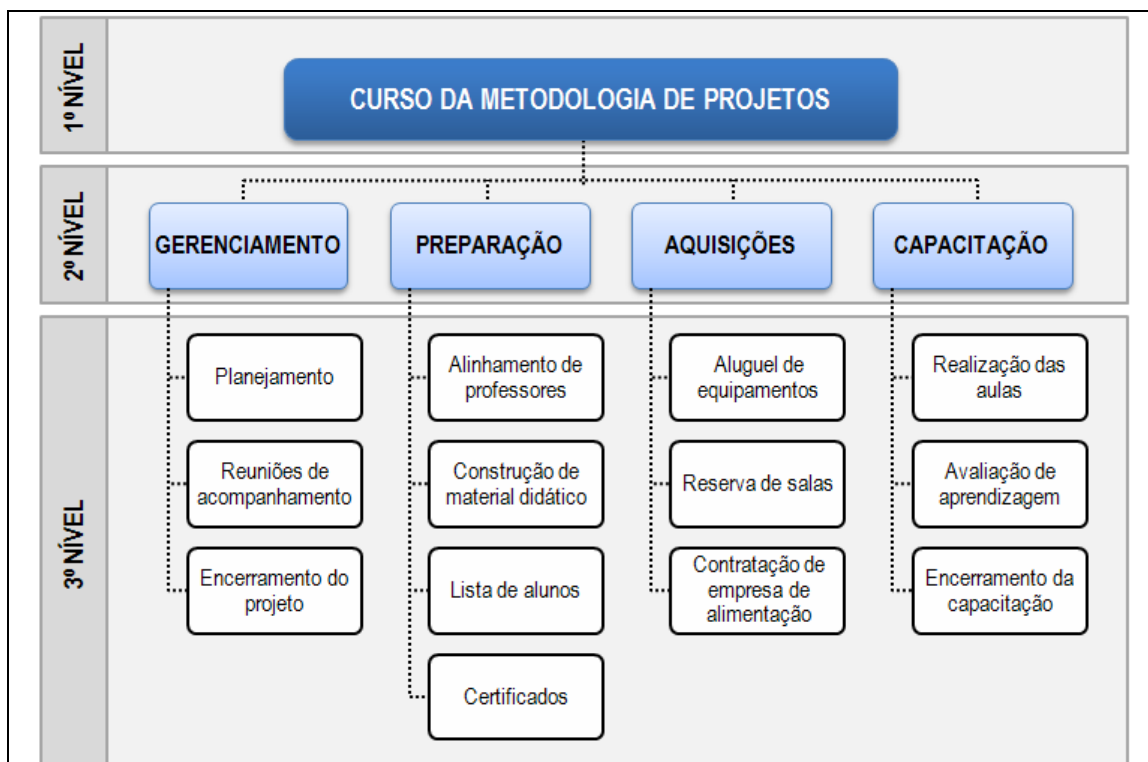 1º NÍVEL
CURSO DA METODOLOGIA DE PROJETOS
2º NÍVEL
GERENCIAMENTO
PREPARAÇÃO
AQUISIÇÕES
CAPACITAÇÃO
3º NÍVEL
Planejamento
Reuniões de
acompanhamento
Encerramento do
projeto
Alinhamento de
professores
Construção de
material didático
Lista de alunos
Certificados
Aluguel de
equipamentos
Reserva de salas
Contratação de
empresa de
alimentação
Realização das
aulas
Avaliação de
aprendizagem
Encerramento da
capacitação